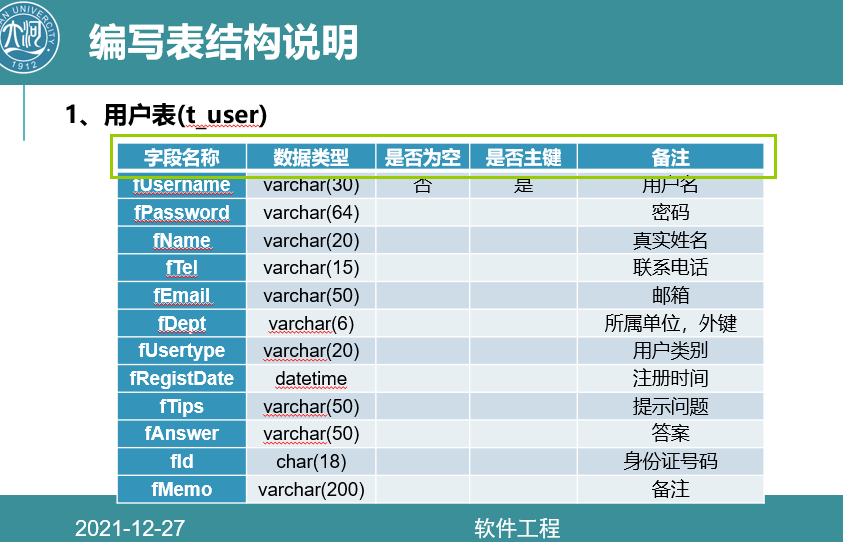 AN UNIVERCITY
1912
编写表结构说明
1、用户表(t_user)
字段名称 数据类型 是否为空 是否主键 备注
fUsername varchar(30) 否 是 用户名
fPassword varchar(64) 密码
fName varchar(20) 真实姓名
fTel varchar(15) 联系电话
fEmail varchar(50) 邮箱
fDept varchar(6) 所属单位，外键
fUsertype varchar(20) 用户类别
fRegistDate datetime 注册时间
fTips varchar(50) 提示问题
fAnswer varchar(50) 答案
fId char(18) 身份证号码
fMemo varchar(200) 备注
2021-12-27 软件工程